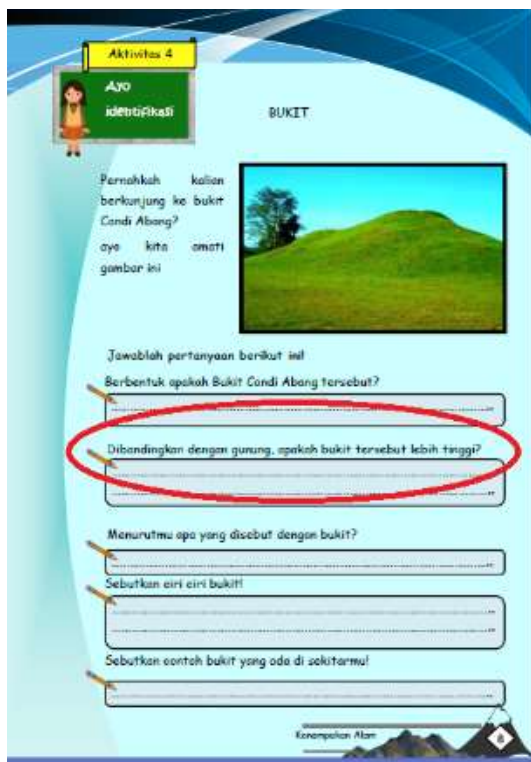 Aktivitas 4
Ayo
identifikasi
BUKIT
Pernahkah kalian
berkunjung ke bukit
Candi Abang?
ayo kita amati
gambar ini
Jawablah pertanyaan berikut ini!
Berbentuk apakah Bukit Candi Abang tersebut?
Dibandingkan dengan gunung, apakah bukit tersebut lebih tinggi?
Menurutmu apa yang disebut dengan bukit?
Sebutkan ciri ciri bukit!
Sebutkan contoh bukit yang ada di sekitarmu!
Kenampakan Alam
8